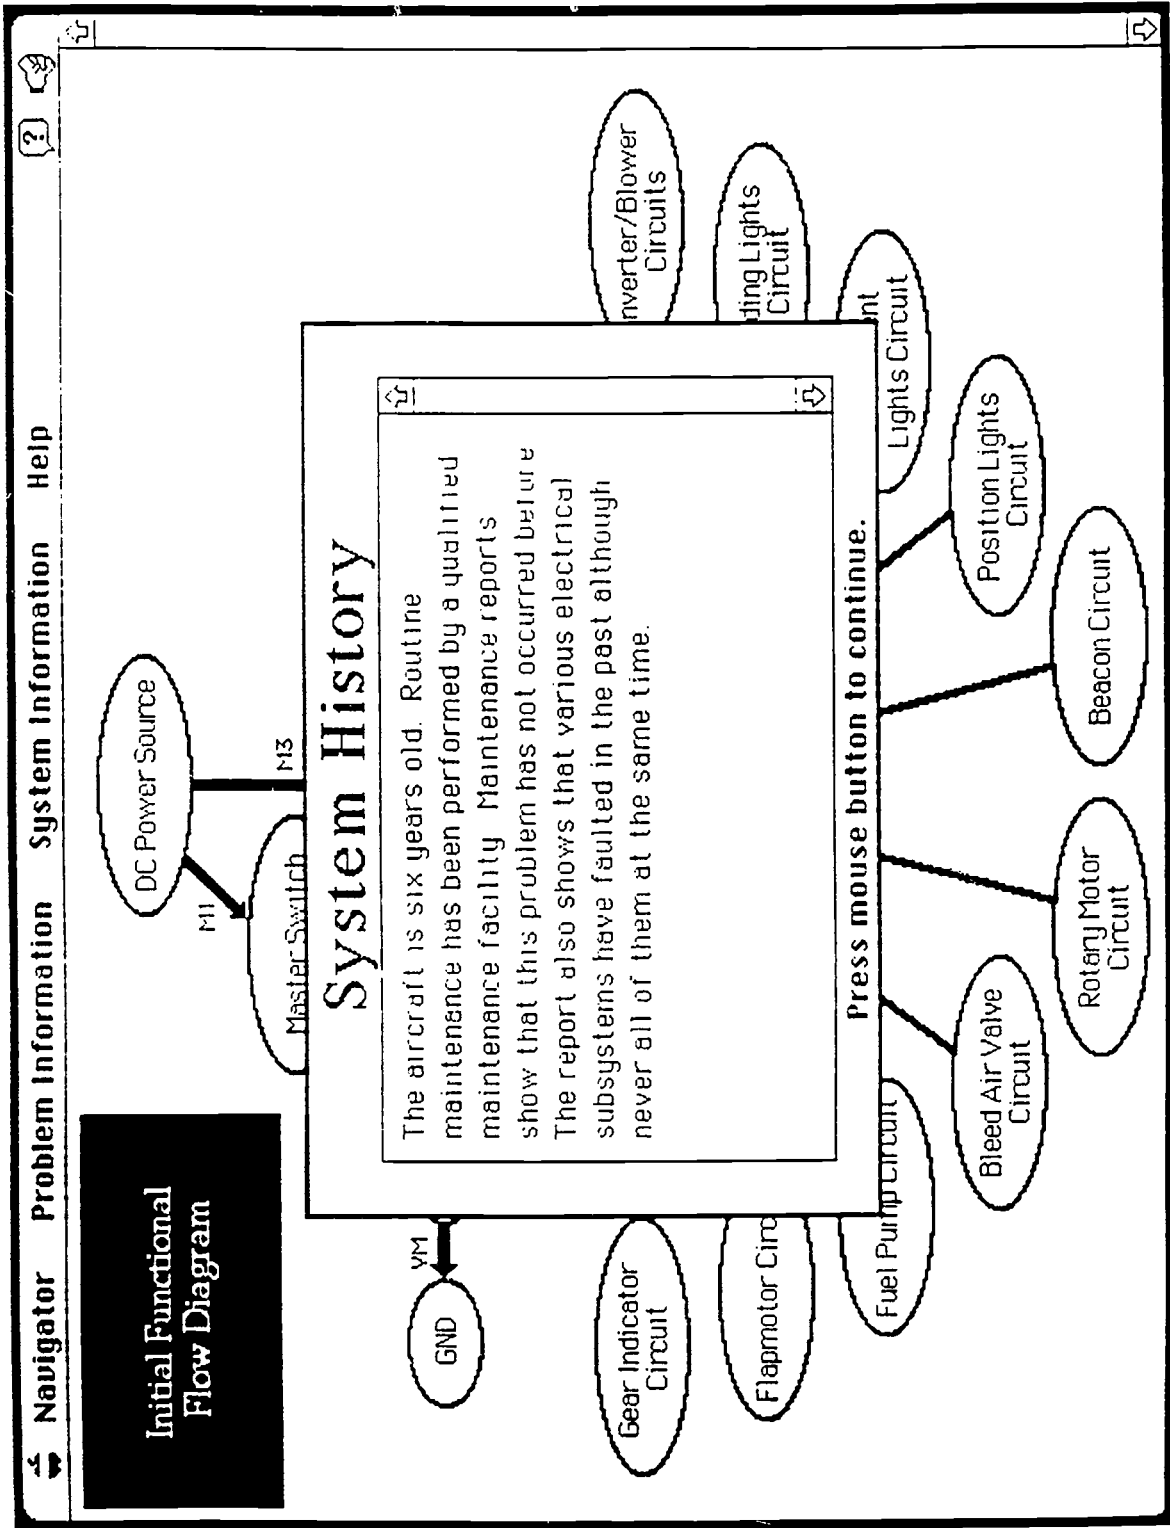 Navigator Problem Information System Information Help ?
Initial Functional
Flow Diagram
DC Power Source
M1
M3
Master Switch
System History
The aircraft is six years old. Routine
maintenance has been performed by a qualified
maintenance facility Maintenance reports
show that this problem has not occurred before
The report also shows that various electrical
subsystems have faulted in the past although
never all of them at the same time.
Press mouse button to continue.
VM
GND
Gear Indicator
Circuit
Flapmotor Circ
Fuel Pump Circuit
Bleed Air Valve
Circuit
Rotary Motor
Circuit
Beacon Circuit
Position Lights
Circuit
nt
Lights Circuit
ding Lights
Circuit
nverter/Blower
Circuits